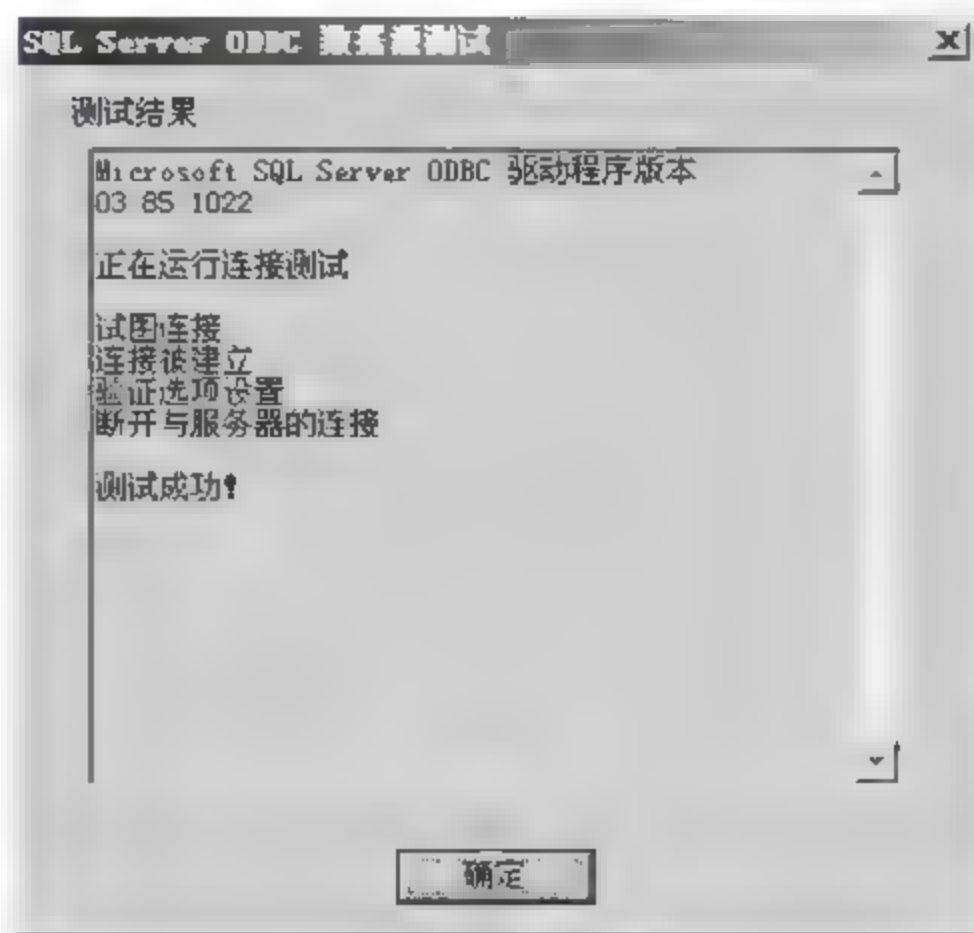 SQL Server ODBC 数据源测试
测试结果
Microsoft SQL Server ODBC 驱动程序版本
03 85 1022
正在运行连接测试
试图连接
连接被建立
验证选项设置
断开与服务器的连接
测试成功!
确定